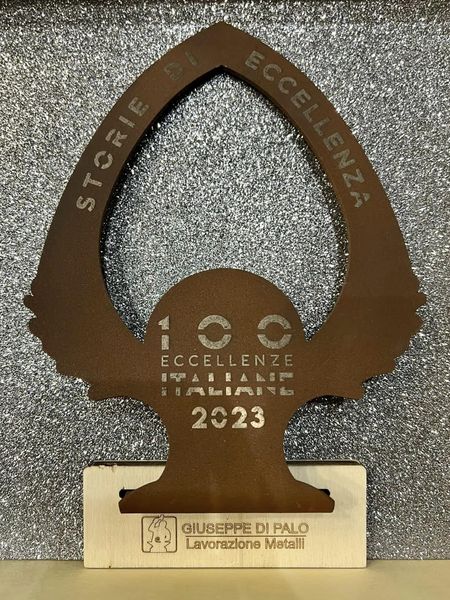 STORIE DI ECCELLENZA
100
ECCELLENZE
ITALIANE
2023
GIUSEPPE DI PALO
Lavorazione Metalli